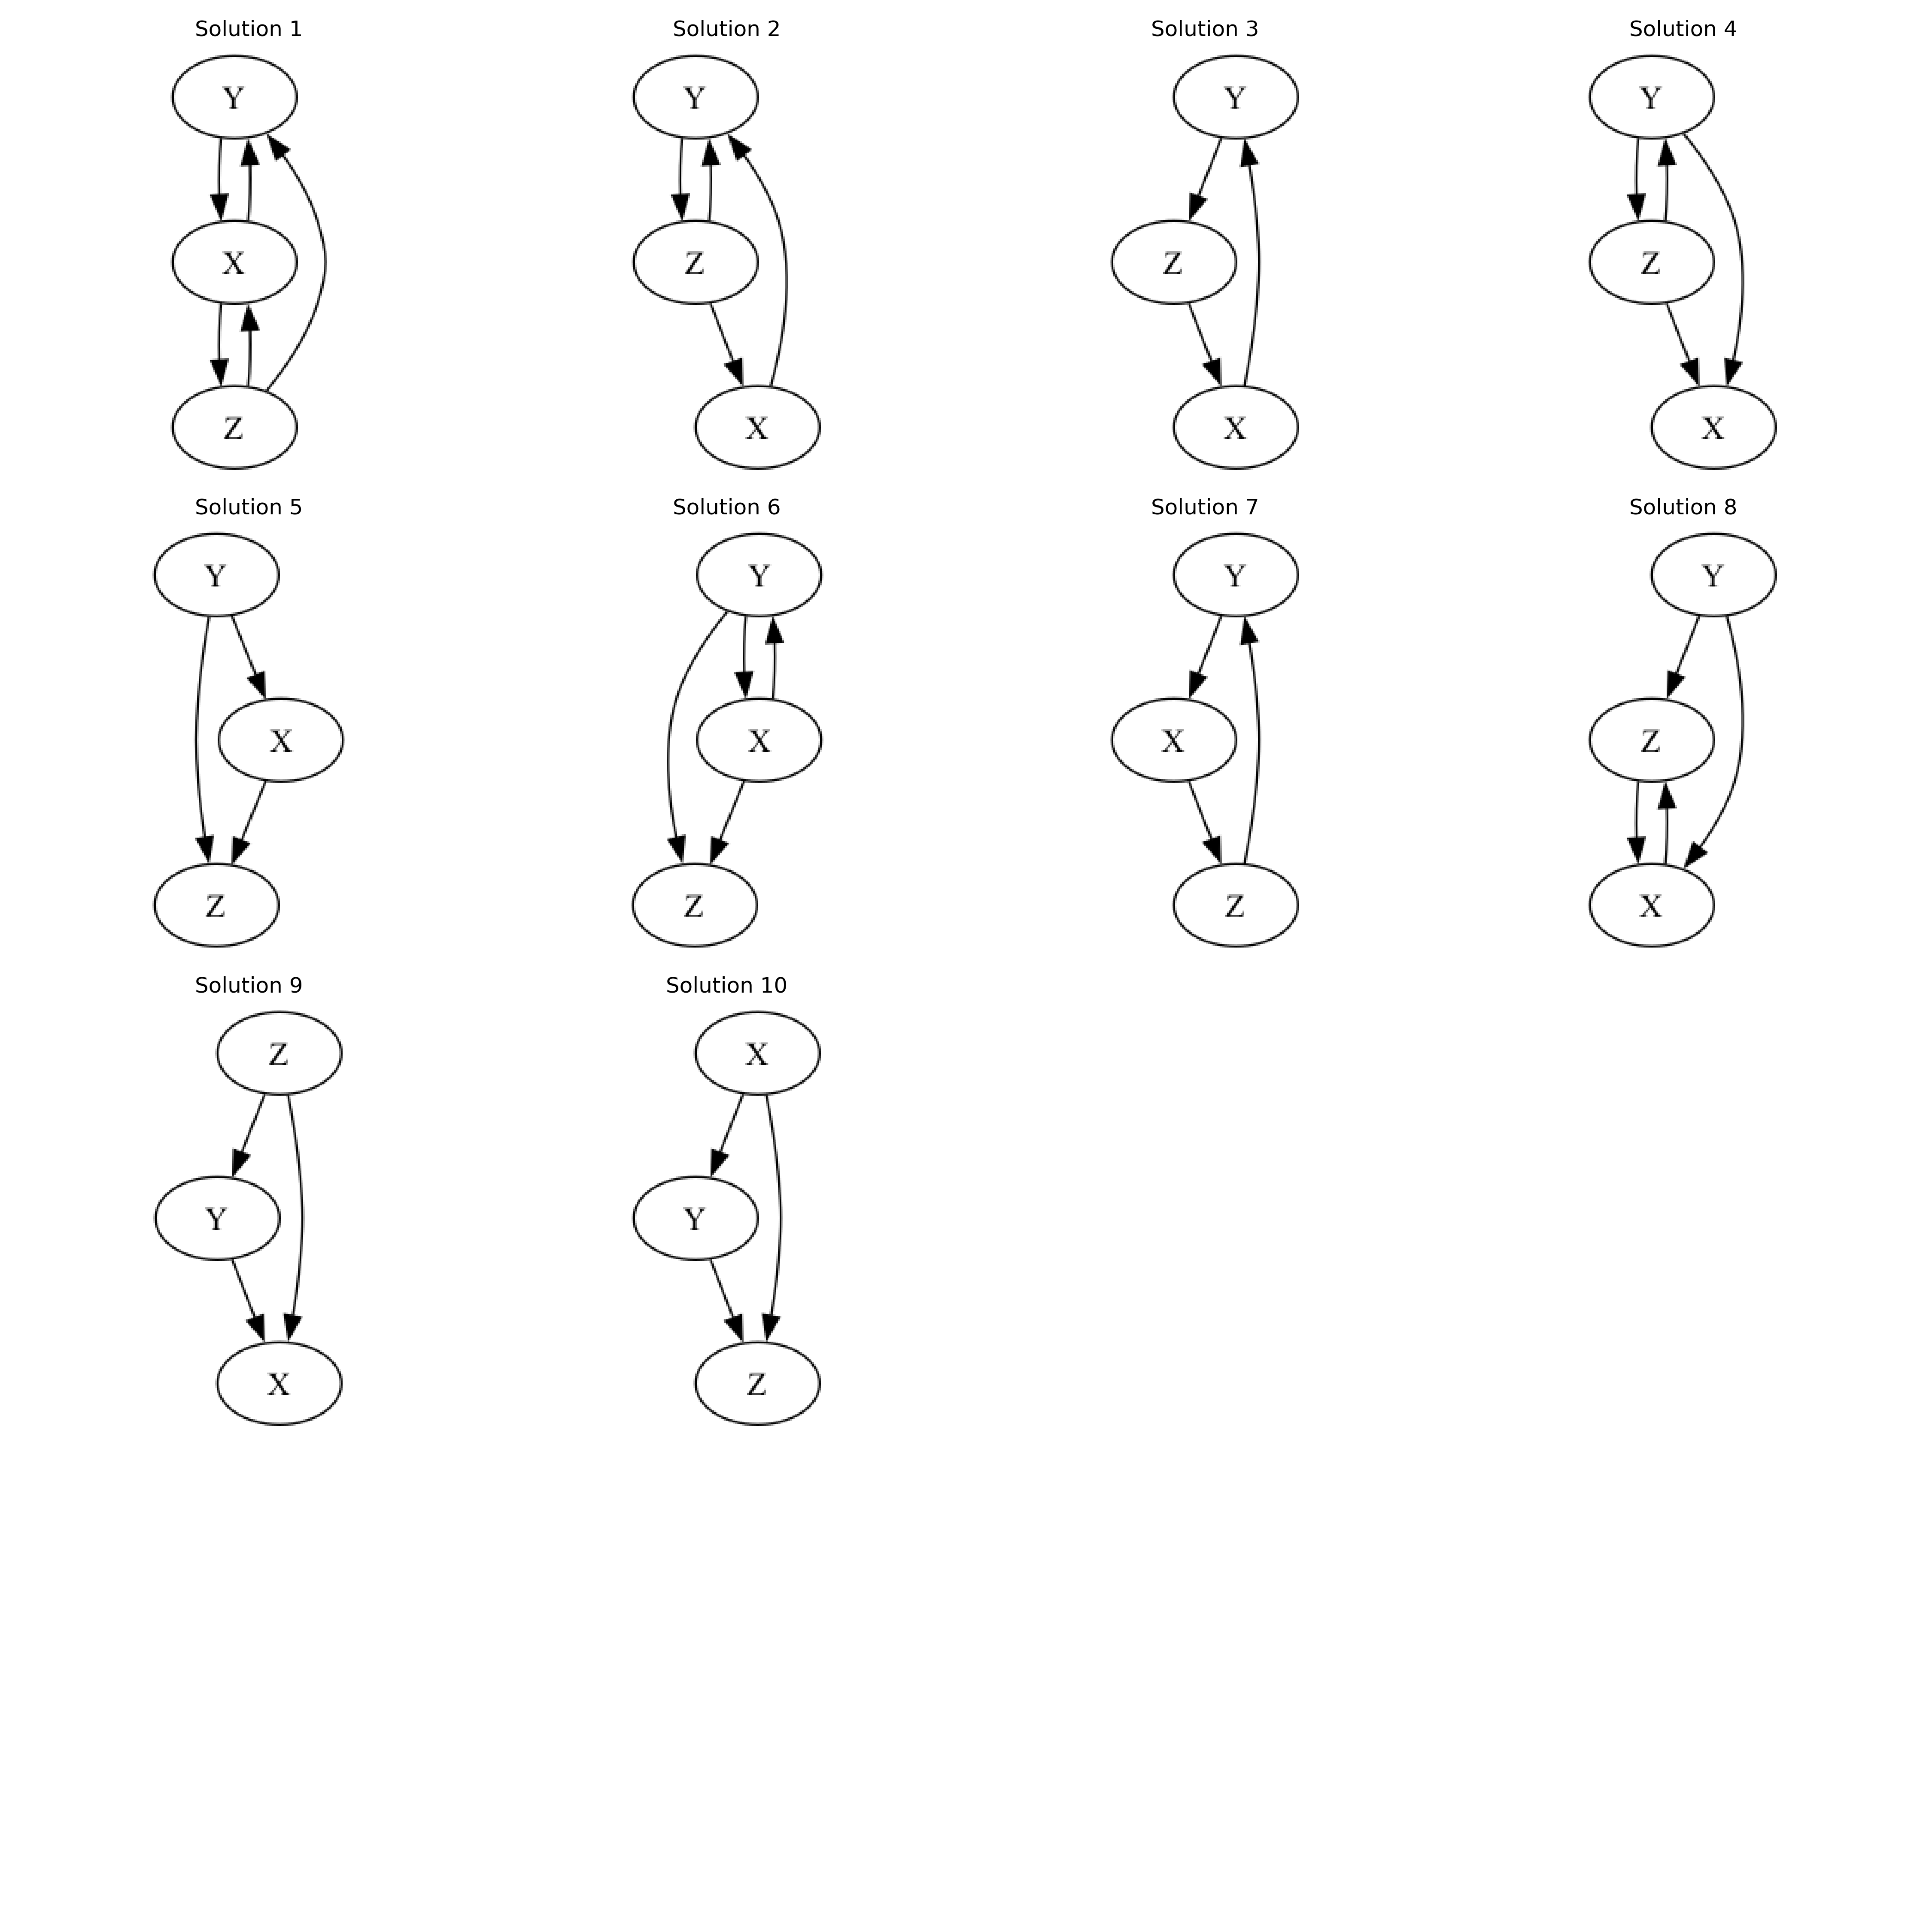 Solution 1 Solution 2 Solution 3 Solution 4
Y Y Y Y
X Z Z Z
Z X X X
Solution 5 Solution 6 Solution 7 Solution 8
Y Y Y Y
X X X Z
Z Z Z X
Solution 9 Solution 10
Z X
Y Y
X Z